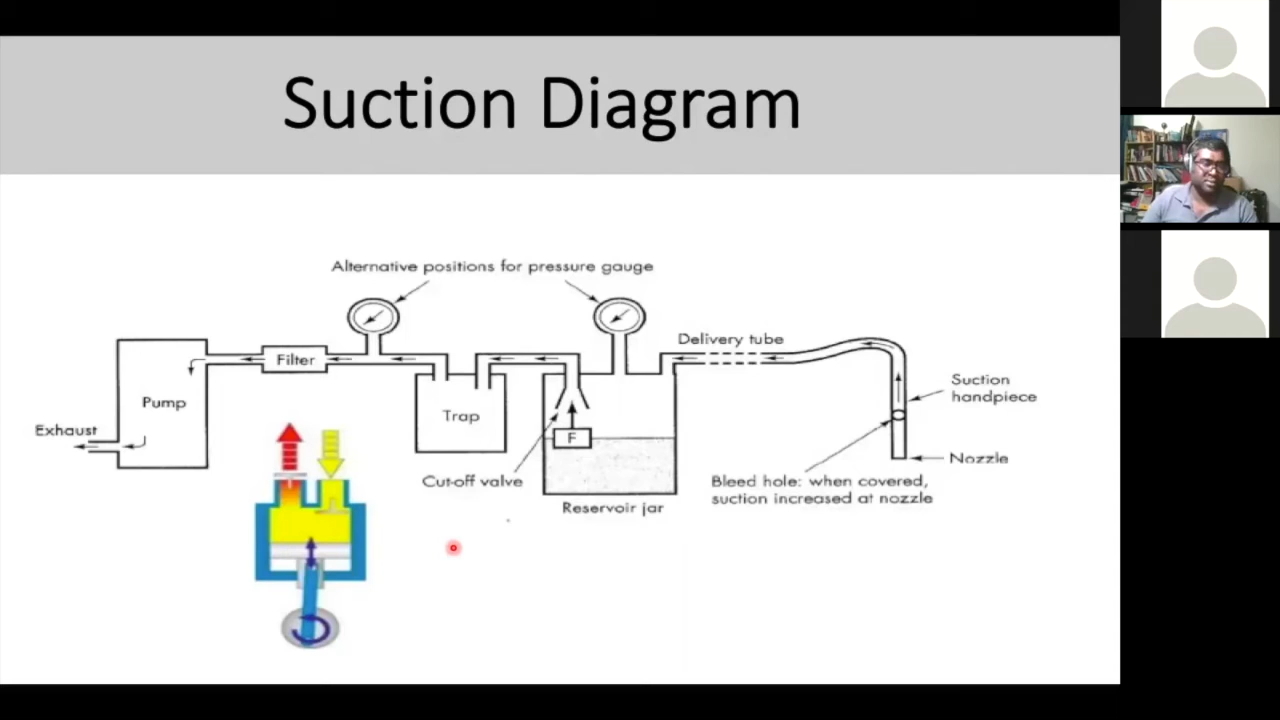 Suction Diagram
Alternative positions for pressure gauge
Delivery tube
Filter
Suction
handpiece
Pump
Trap
Exhaust
F
Nozzle
Cut-off valve
Bleed hole: when covered,
suction increased at nozzle
Reservoir jar